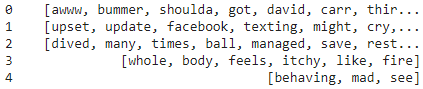 0 [awww, bummer, shoulda, got, david, carr, thir...
1 [upset, update, facebook, texting, might, cry,...
2 [dived, many, times, ball, managed, save, rest...
3 [whole, body, feels, itchy, like, fire]
4 [behaving, mad, see]